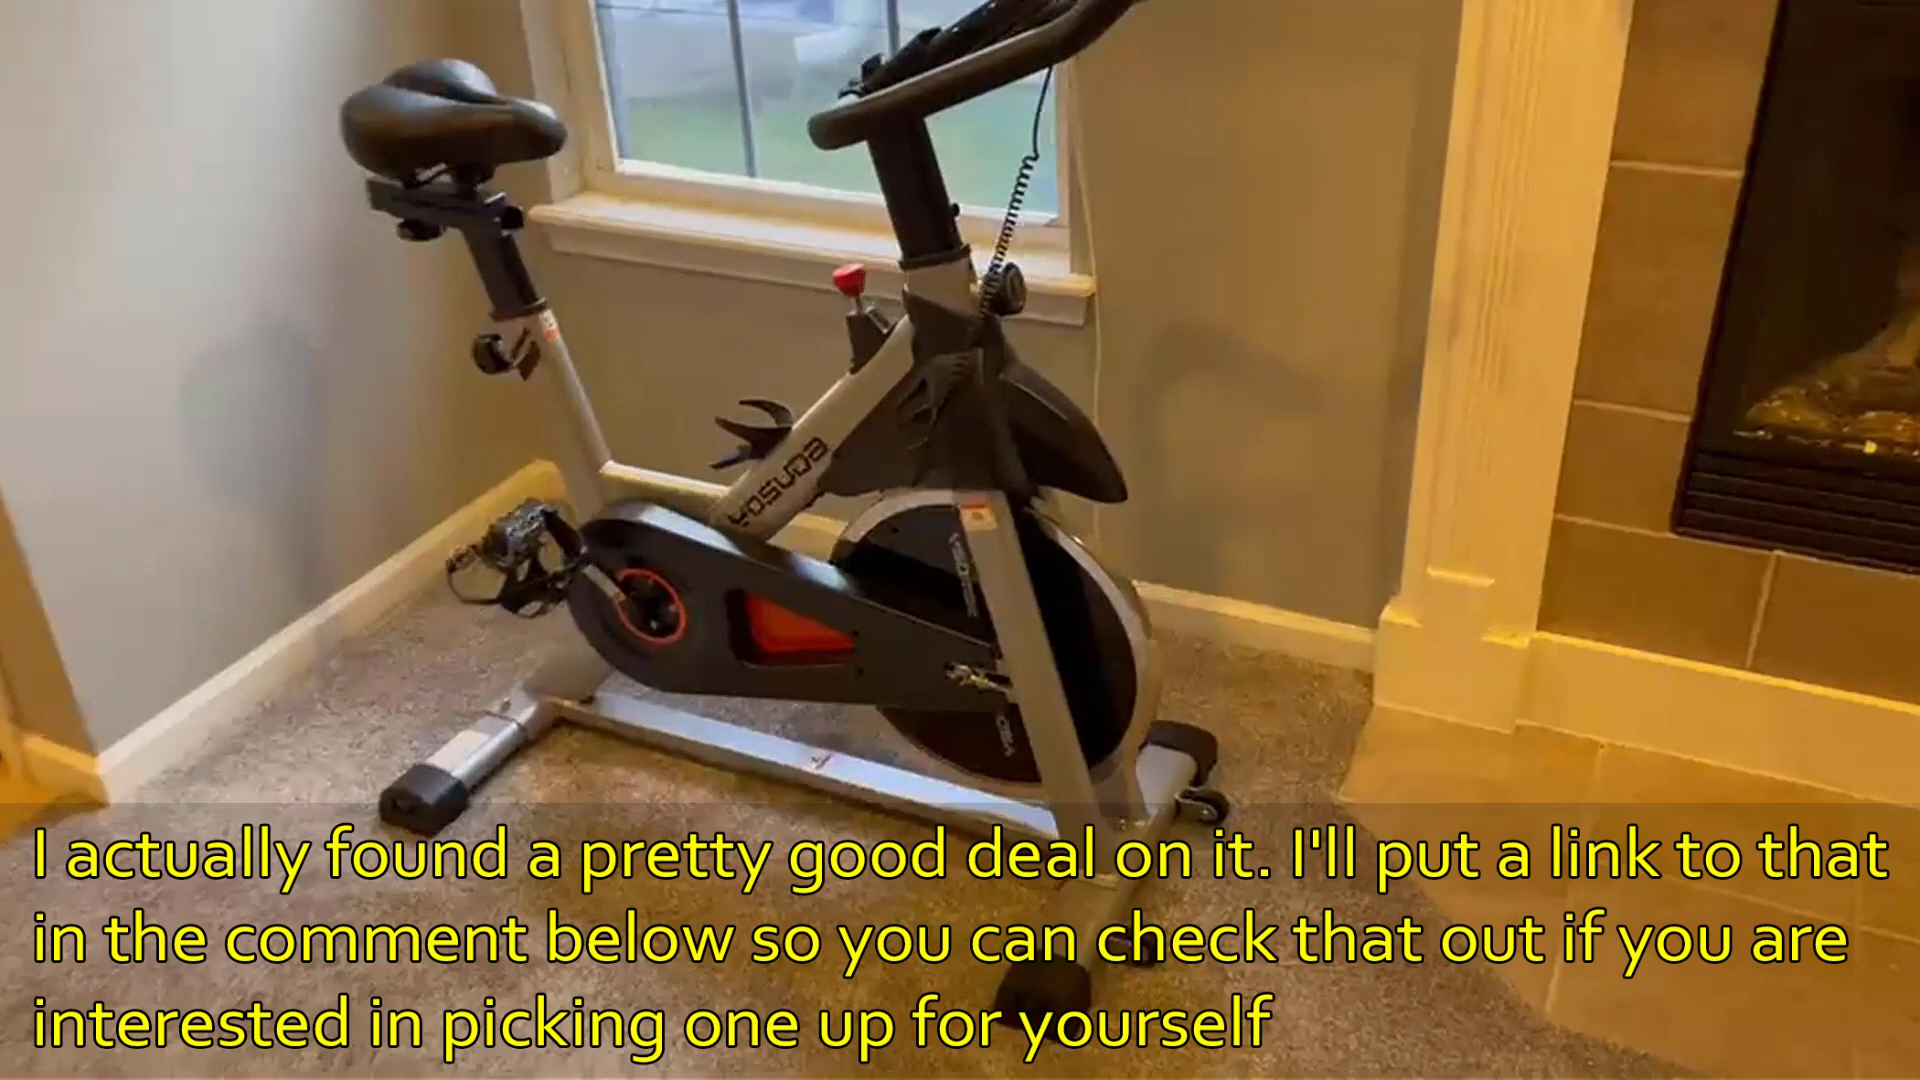 YOSUDA
I actually found a pretty good deal on it. I'll put a link to that
in the comment below so you can check that out if you are
interested in picking one up for yourself